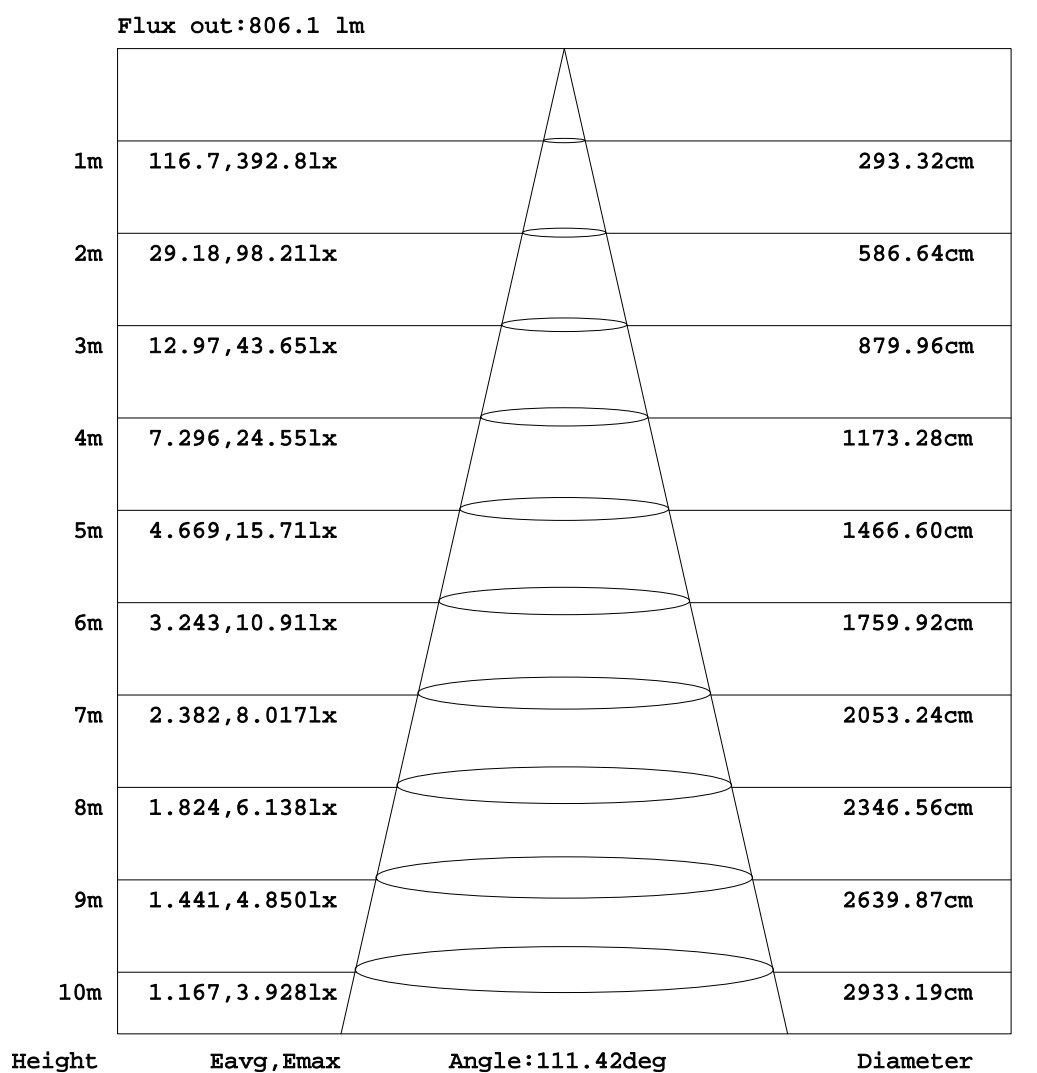 Flux out:806.1 lm
1m 116.7,392.8lx 293.32cm
2m 29.18,98.21lx 586.64cm
3m 12.97,43.65lx 879.96cm
4m 7.296,24.55lx 1173.28cm
5m 4.669,15.71lx 1466.60cm
6m 3.243,10.91lx 1759.92cm
7m 2.382,8.017lx 2053.24cm
8m 1.824,6.138lx 2346.56cm
9m 1.441,4.850lx 2639.87cm
10m 1.167,3.928lx 2933.19cm
Height Eavg,Emax Angle:111.42deg Diameter